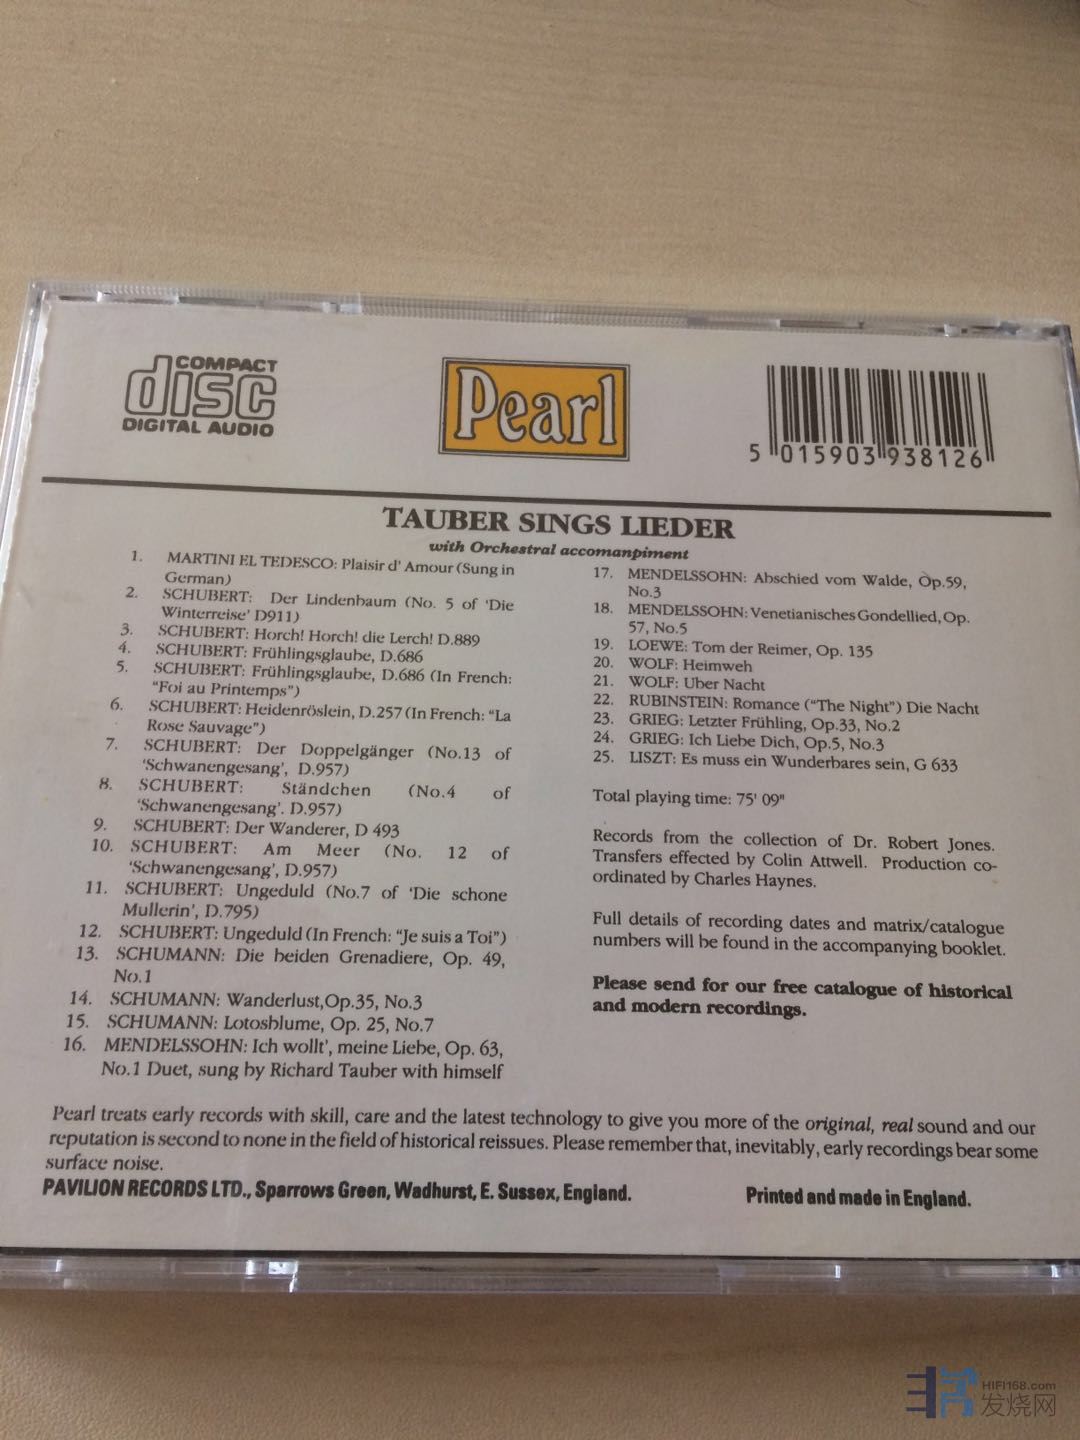 COMPACT
disc
DIGITAL AUDIO
Pearl
5 015903 938126
TAUBER SINGS LIEDER
with Orchestral accomanpiment
1. MARTINI EL TEDESCO: Plaisir d' Amour (Sung in
German)
2. SCHUBERT: Der Lindenbaum (No. 5 of 'Die
Winterreise' D911)
3. SCHUBERT: Horch! Horch! die Lerch! D.889
4. SCHUBERT: Frühlingsglaube, D.686
5. SCHUBERT: Frühlingsglaube, D.686 (In French:
"Foi au Printemps")
6. SCHUBERT: Heidenröslein, D.257 (In French: "La
Rose Sauvage")
7. SCHUBERT: Der Doppelgänger (No.13 of
'Schwanengesang', D.957)
8. SCHUBERT: Ständchen (No.4 of
'Schwanengesang'. D.957)
9. SCHUBERT: Der Wanderer, D 493
10. SCHUBERT: Am Meer (No. 12 of
'Schwanengesang', D.957)
11. SCHUBERT: Ungeduld (No.7 of 'Die schone
Mullerin', D.795)
12. SCHUBERT: Ungeduld (In French: "Je suis a Toi")
13. SCHUMANN: Die beiden Grenadiere, Op. 49,
No.1
14. SCHUMANN: Wanderlust,Op.35, No.3
15. SCHUMANN: Lotosblume, Op. 25, No.7
16. MENDELSSOHN: Ich wollt', meine Liebe, Op. 63,
No.1 Duet, sung by Richard Tauber with himself
17. MENDELSSOHN: Abschied vom Walde, Op.59,
No.3
18. MENDELSSOHN: Venetianisches Gondellied, Op.
57, No.5
19. LOEWE: Tom der Reimer, Op. 135
20. WOLF: Heimweh
21. WOLF: Uber Nacht
22. RUBINSTEIN: Romance ("The Night") Die Nacht
23. GRIEG: Letzter Frühling, Op.33, No.2
24. GRIEG: Ich Liebe Dich, Op.5, No.3
25. LISZT: Es muss ein Wunderbares sein, G 633
Total playing time: 75' 09"
Records from the collection of Dr. Robert Jones.
Transfers effected by Colin Attwell. Production co-
ordinated by Charles Haynes.
Full details of recording dates and matrix/catalogue
numbers will be found in the accompanying booklet.
Please send for our free catalogue of historical
and modern recordings.
Pearl treats early records with skill, care and the latest technology to give you more of the original, real sound and our
reputation is second to none in the field of historical reissues. Please remember that, inevitably, early recordings bear some
surface noise.
PAVILION RECORDS LTD., Sparrows Green, Wadhurst, E. Sussex, England.
Printed and made in England.
HIFI168.com
发烧网